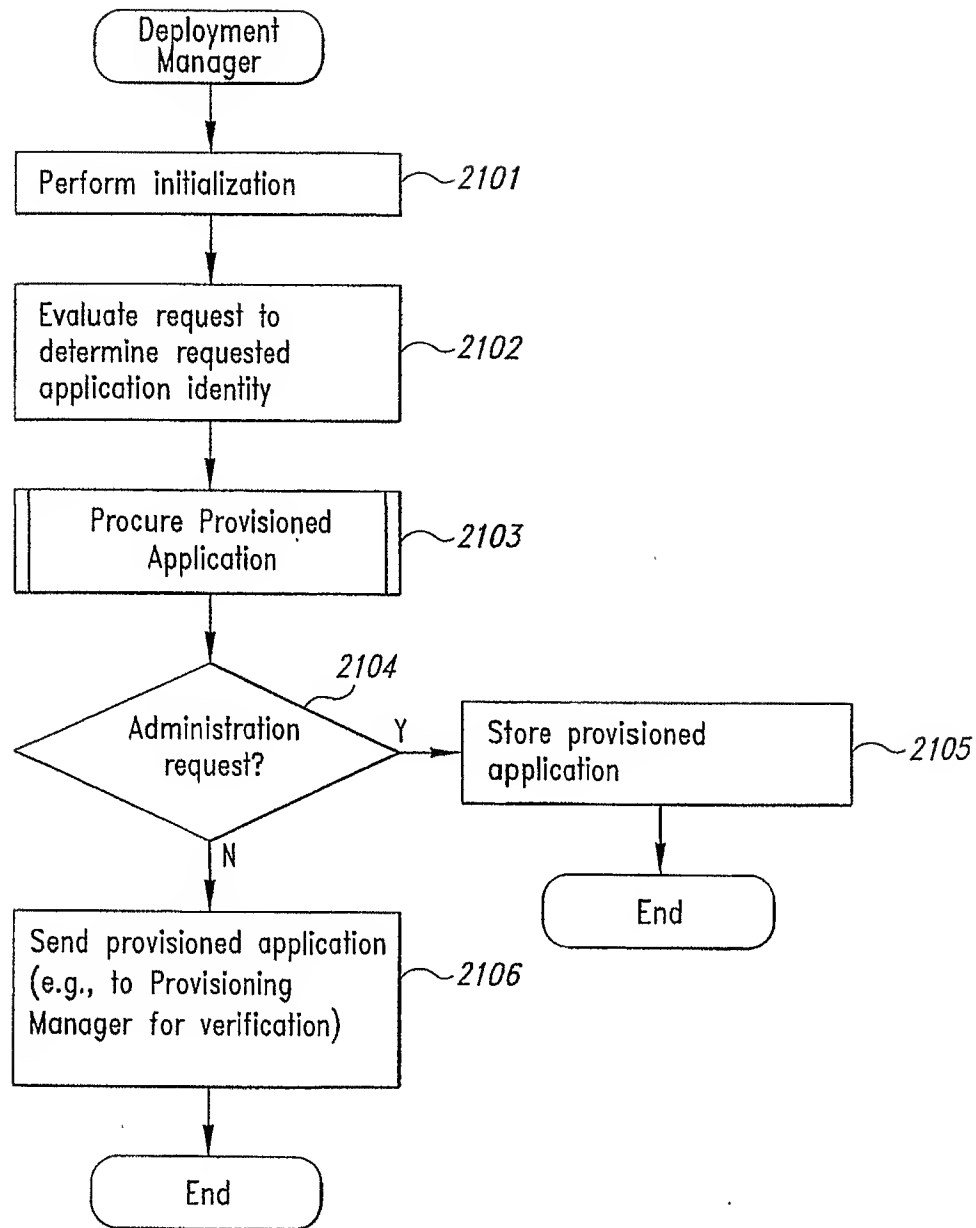 Deployment
Manager
Perform initialization
2101
Evaluate request to
determine requested
application identity
2102
Procure Provisioned
Application
2103
2104
Administration
request?
Y
N
Store provisioned
application
2105
End
Send provisioned application
(e.g., to Provisioning
Manager for verification)
2106
End